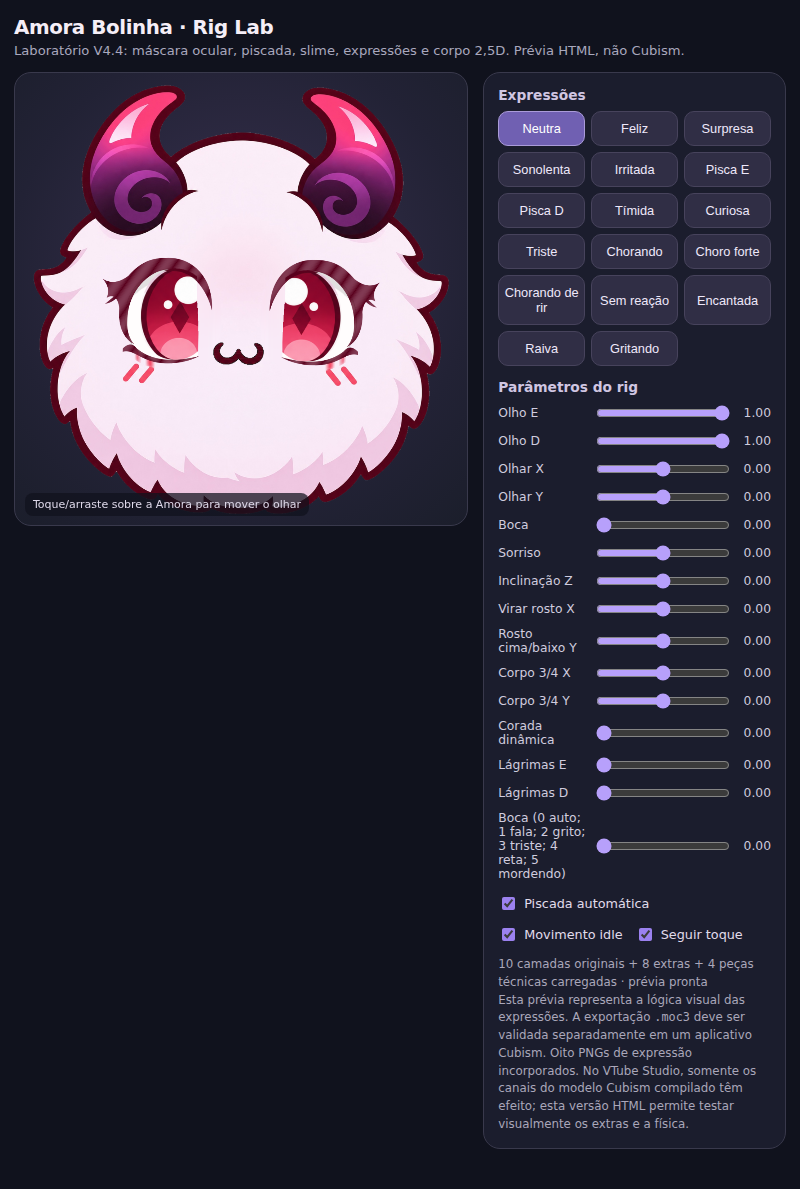 Amora Bolinha · Rig Lab
Laboratório V4.4: máscara ocular, piscada, slime, expressões e corpo 2,5D. Prévia HTML, não Cubism.
Toque/arraste sobre a Amora para mover o olhar
Expressões
Neutra
Feliz
Surpresa
Sonolenta
Irritada
Pisca E
Pisca D
Tímida
Curiosa
Triste
Chorando
Choro forte
Chorando de
rir
Sem reação
Encantada
Raiva
Gritando
Parâmetros do rig
Olho E 1.00
Olho D 1.00
Olhar X 0.00
Olhar Y 0.00
Boca 0.00
Sorriso 0.00
Inclinação Z 0.00
Virar rosto X 0.00
Rosto
cima/baixo Y 0.00
Corpo 3/4 X 0.00
Corpo 3/4 Y 0.00
Corada
dinâmica 0.00
Lágrimas E 0.00
Lágrimas D 0.00
Boca (0 auto;
1 fala; 2 grito;
3 triste; 4 0.00
reta; 5
mordendo)
Piscada automática
Movimento idle Seguir toque
10 camadas originais + 8 extras + 4 peças
técnicas carregadas · prévia pronta
Esta prévia representa a lógica visual das
expressões. A exportação .moc3 deve ser
validada separadamente em um aplicativo
Cubism. Oito PNGs de expressão
incorporados. No VTube Studio, somente os
canais do modelo Cubism compilado têm
efeito; esta versão HTML permite testar
visualmente os extras e a física.